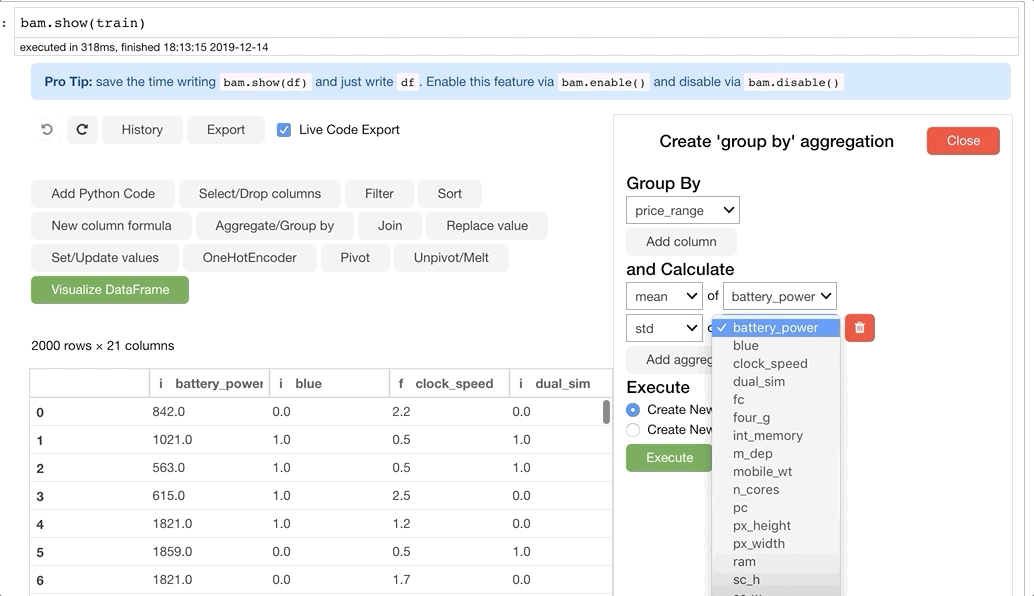 : bam.show(train)
executed in 318ms, finished 18:13:15 2019-12-14
Pro Tip: save the time writing bam.show(df) and just write df . Enable this feature via bam.enable() and disable via bam.disable()
History Export Live Code Export
Create 'group by' aggregation Close
Add Python Code Select/Drop columns Filter Sort
New column formula Aggregate/Group by Join Replace value
Set/Update values OneHotEncoder Pivot Unpivot/Melt
Visualize DataFrame
2000 rows × 21 columns
i battery_power i blue f clock_speed i dual_sim
0 842.0 0.0 2.2 0.0
1 1021.0 1.0 0.5 1.0
2 563.0 1.0 0.5 1.0
3 615.0 1.0 2.5 0.0
4 1821.0 1.0 1.2 0.0
5 1859.0 0.0 0.5 1.0
6 1821.0 0.0 1.7 0.0
Group By
price_range
Add column
and Calculate
mean of battery_power
std
Add aggreg
Execute
Create New
Create New
Execute
battery_power
blue
clock_speed
dual_sim
fc
four_g
int_memory
m_dep
mobile_wt
n_cores
pc
px_height
px_width
ram
sc_h